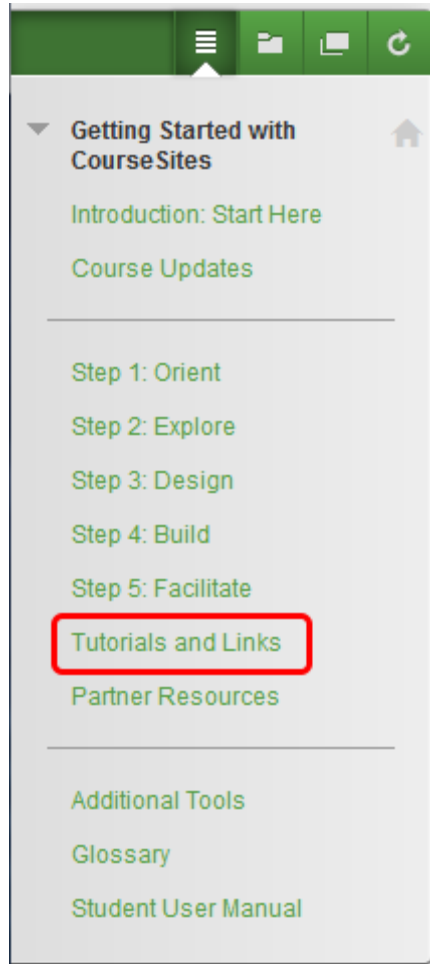 Getting Started with
CourseSites
Introduction: Start Here
Course Updates
Step 1: Orient
Step 2: Explore
Step 3: Design
Step 4: Build
Step 5: Facilitate
Tutorials and Links
Partner Resources
Additional Tools
Glossary
Student User Manual